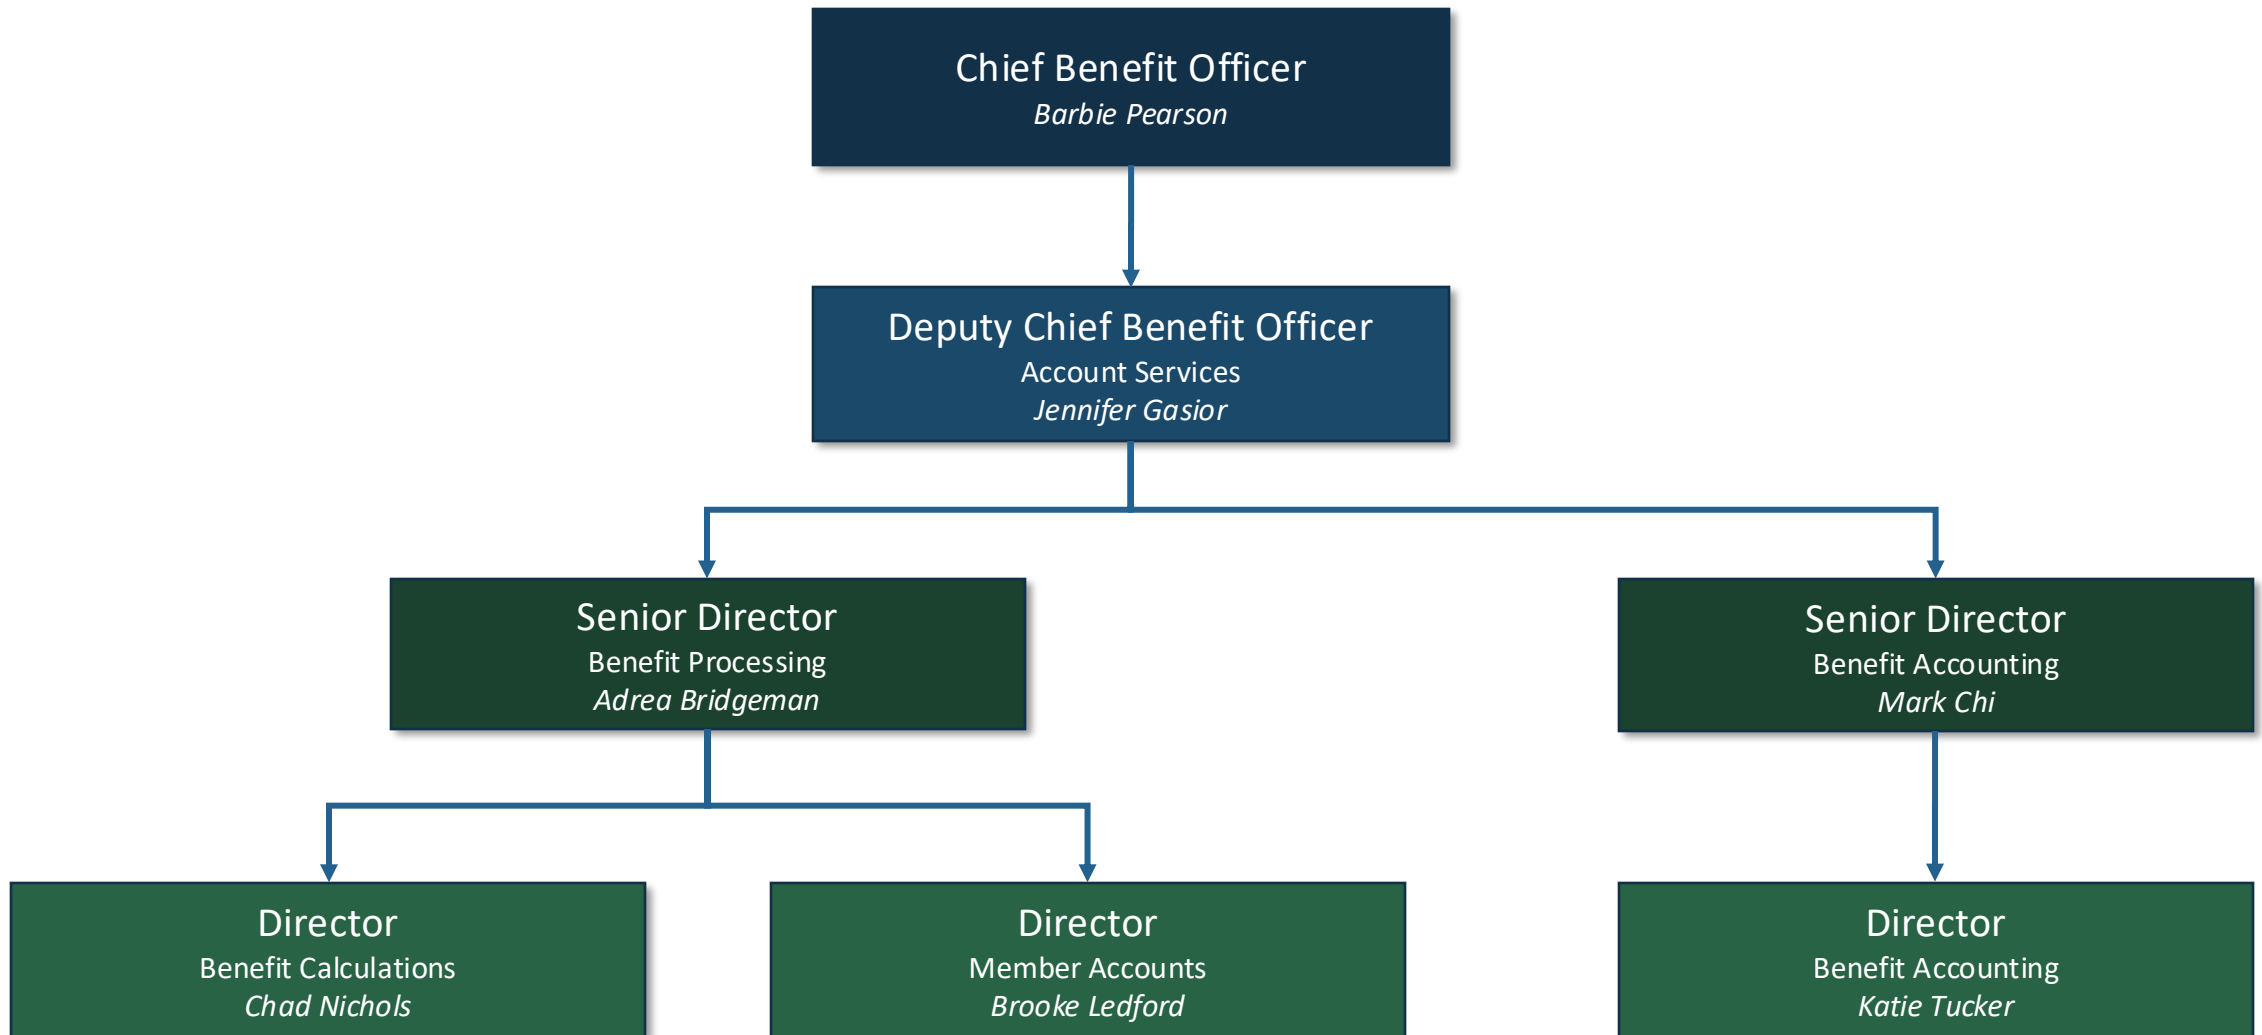 Chief Benefit Officer
Barbie Pearson
Deputy Chief Benefit Officer
Account Services
Jennifer Gasior
Senior Director
Benefit Processing
Adrea Bridgeman
Senior Director
Benefit Accounting
Mark Chi
Director
Benefit Calculations
Chad Nichols
Director
Member Accounts
Brooke Ledford
Director
Benefit Accounting
Katie Tucker